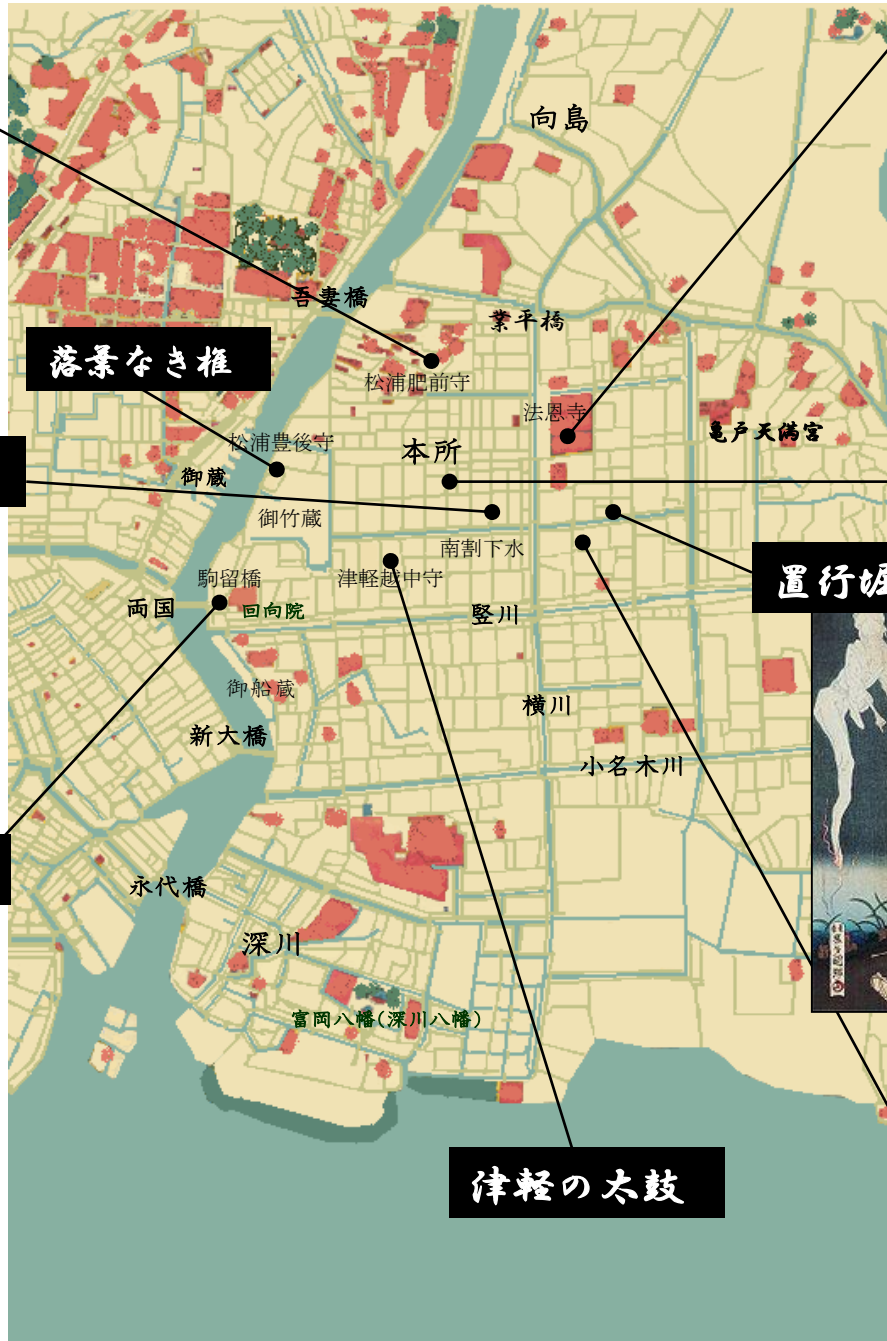 向島
吾妻橋
業平橋
落葉なき椎
松浦肥前守
法恩寺
亀戸天満宮
松浦豊後守
本所
御蔵
御竹蔵
南割下水
駒留橋
津軽越中守
置行堀
両国
回向院
竪川
御船蔵
横川
新大橋
小名木川
永代橋
深川
富岡八幡(深川八幡)
津軽の太鼓